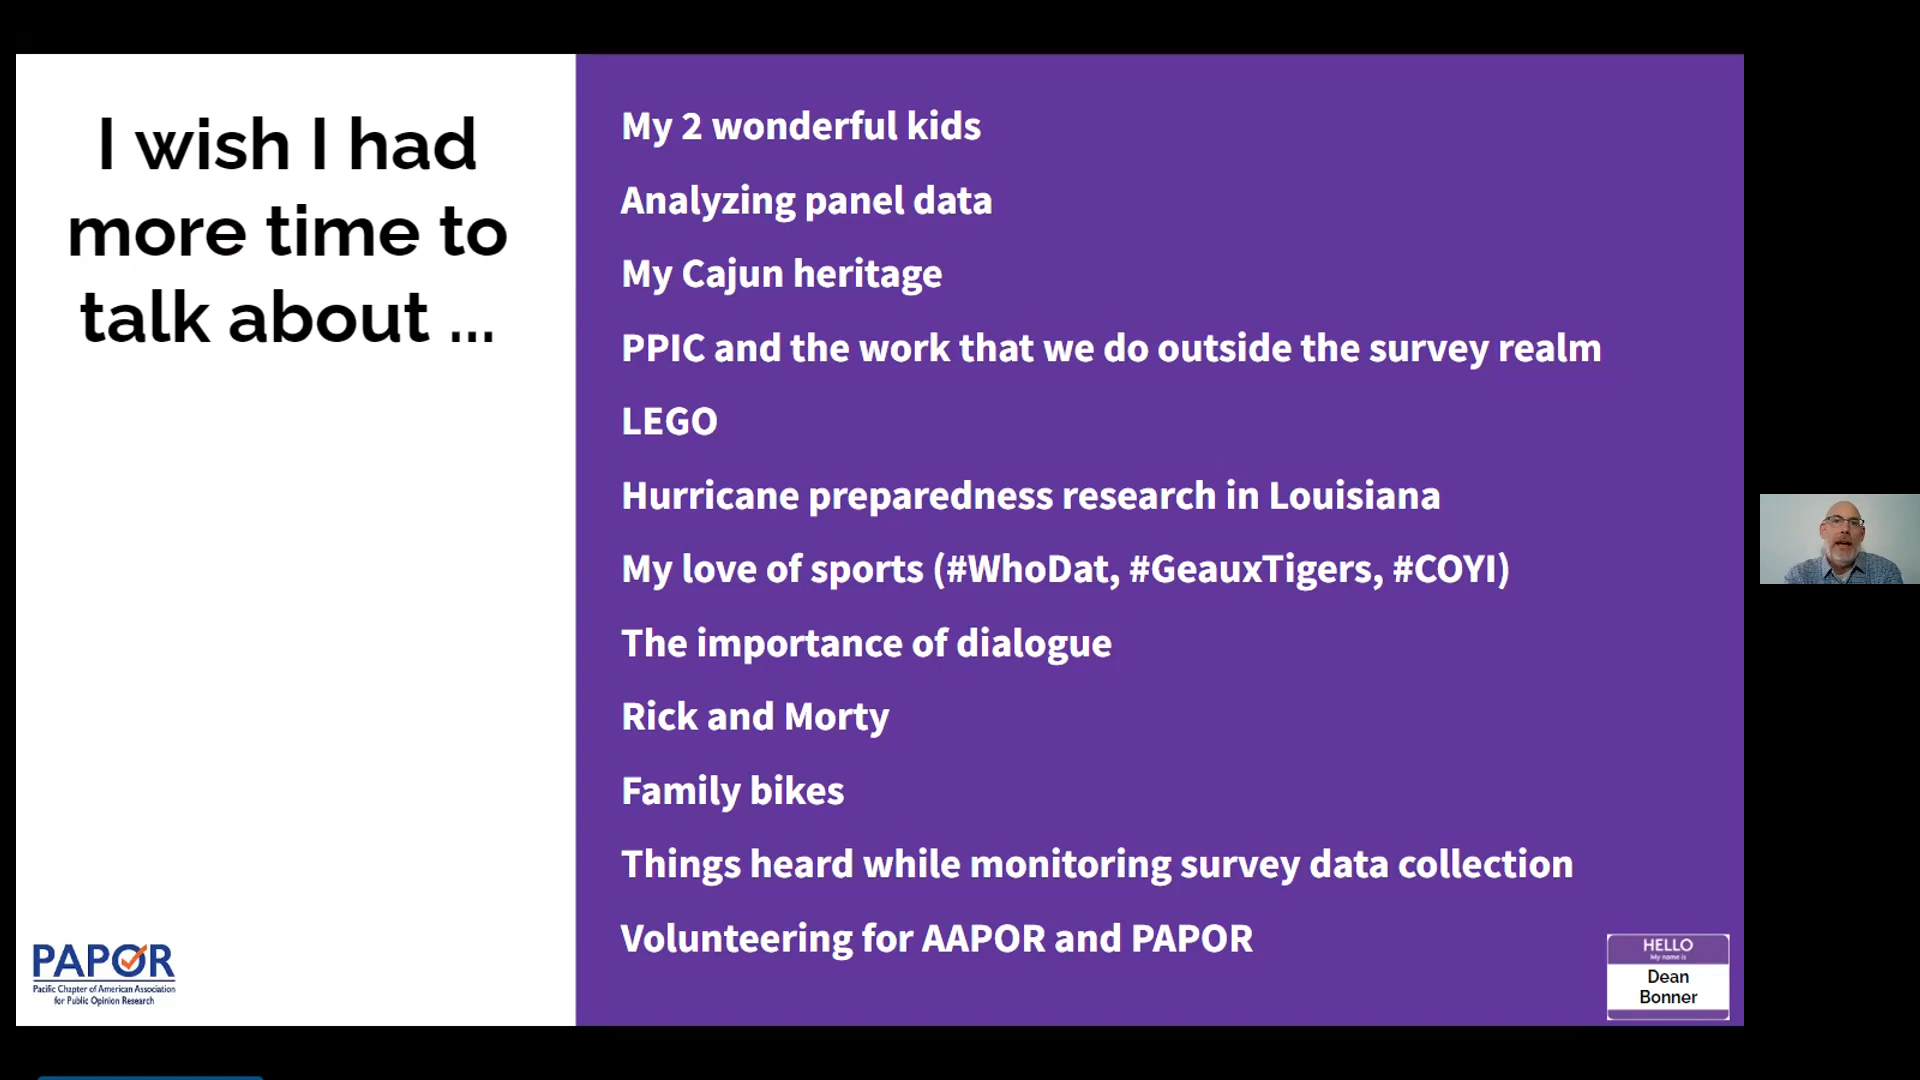 I wish I had
more time to
talk about ...
My 2 wonderful kids
Analyzing panel data
My Cajun heritage
PPIC and the work that we do outside the survey realm
LEGO
Hurricane preparedness research in Louisiana
My love of sports (#WhoDat, #GeauxTigers, #COYI)
The importance of dialogue
Rick and Morty
Family bikes
Things heard while monitoring survey data collection
Volunteering for AAPOR and PAPOR
PAPOR
Pacific Chapter of American Association
for Public Opinion Research
HELLO
My name is
Dean
Bonner